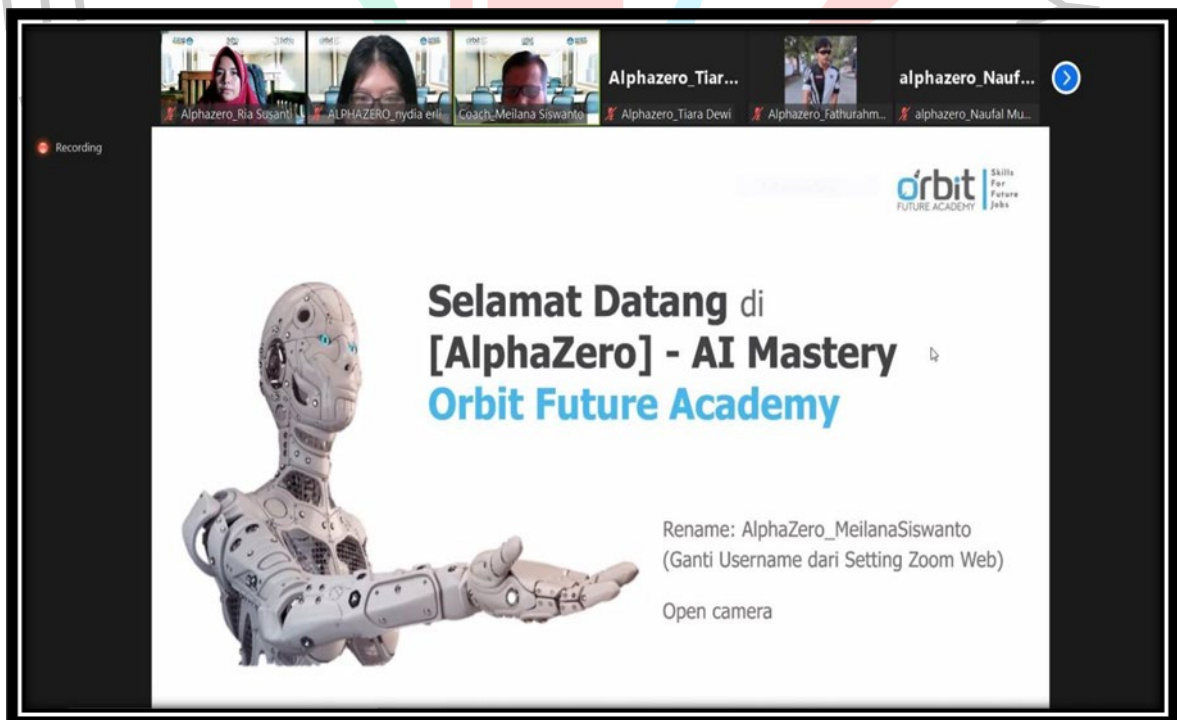 Alphazero_Tiar...
alphazero_Nauf...
Alphazero_Ria Susanti
ALPHAZERO_nydia erli
Coach_Meilana Siswanto
Alphazero_Tiara Dewi
Alphazero_Fathurahm...
alphazero_Naufal Mu...
Recording
orbit
FUTURE ACADEMY
Skills
For
Future
Jobs
Selamat Datang di
[AlphaZero] - AI Mastery
Orbit Future Academy
Rename: AlphaZero_MeilanaSiswanto
(Ganti Username dari Setting Zoom Web)
Open camera